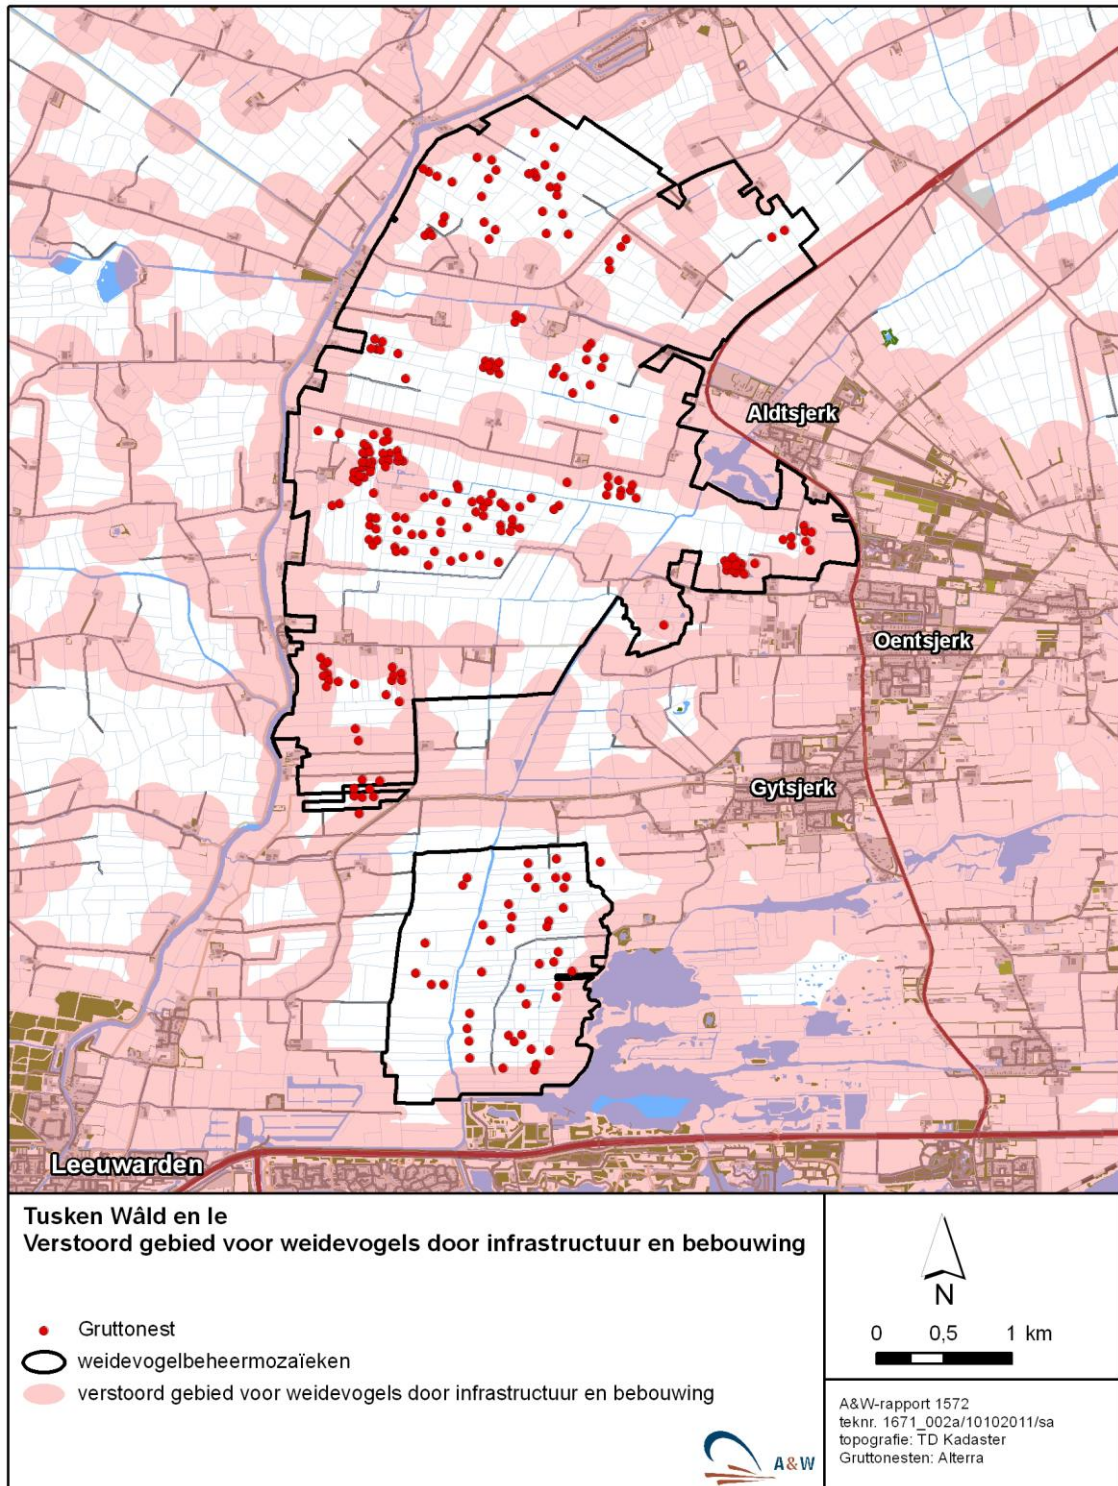 Aldtsjerk
Oentsjerk
Gytsjerk
Leeuwarden
Tusken Wâld en Ie
Verstoord gebied voor weidevogels door infrastructuur en bebouwing
Gruttonest
weidevogelbeheermozaïeken
verstoord gebied voor weidevogels door infrastructuur en bebouwing
A&W
N
0 0,5 1 km
A&W-rapport 1572
teknr. 1671_002a/10102011/sa
topografie: TD Kadaster
Gruttonesten: Alterra